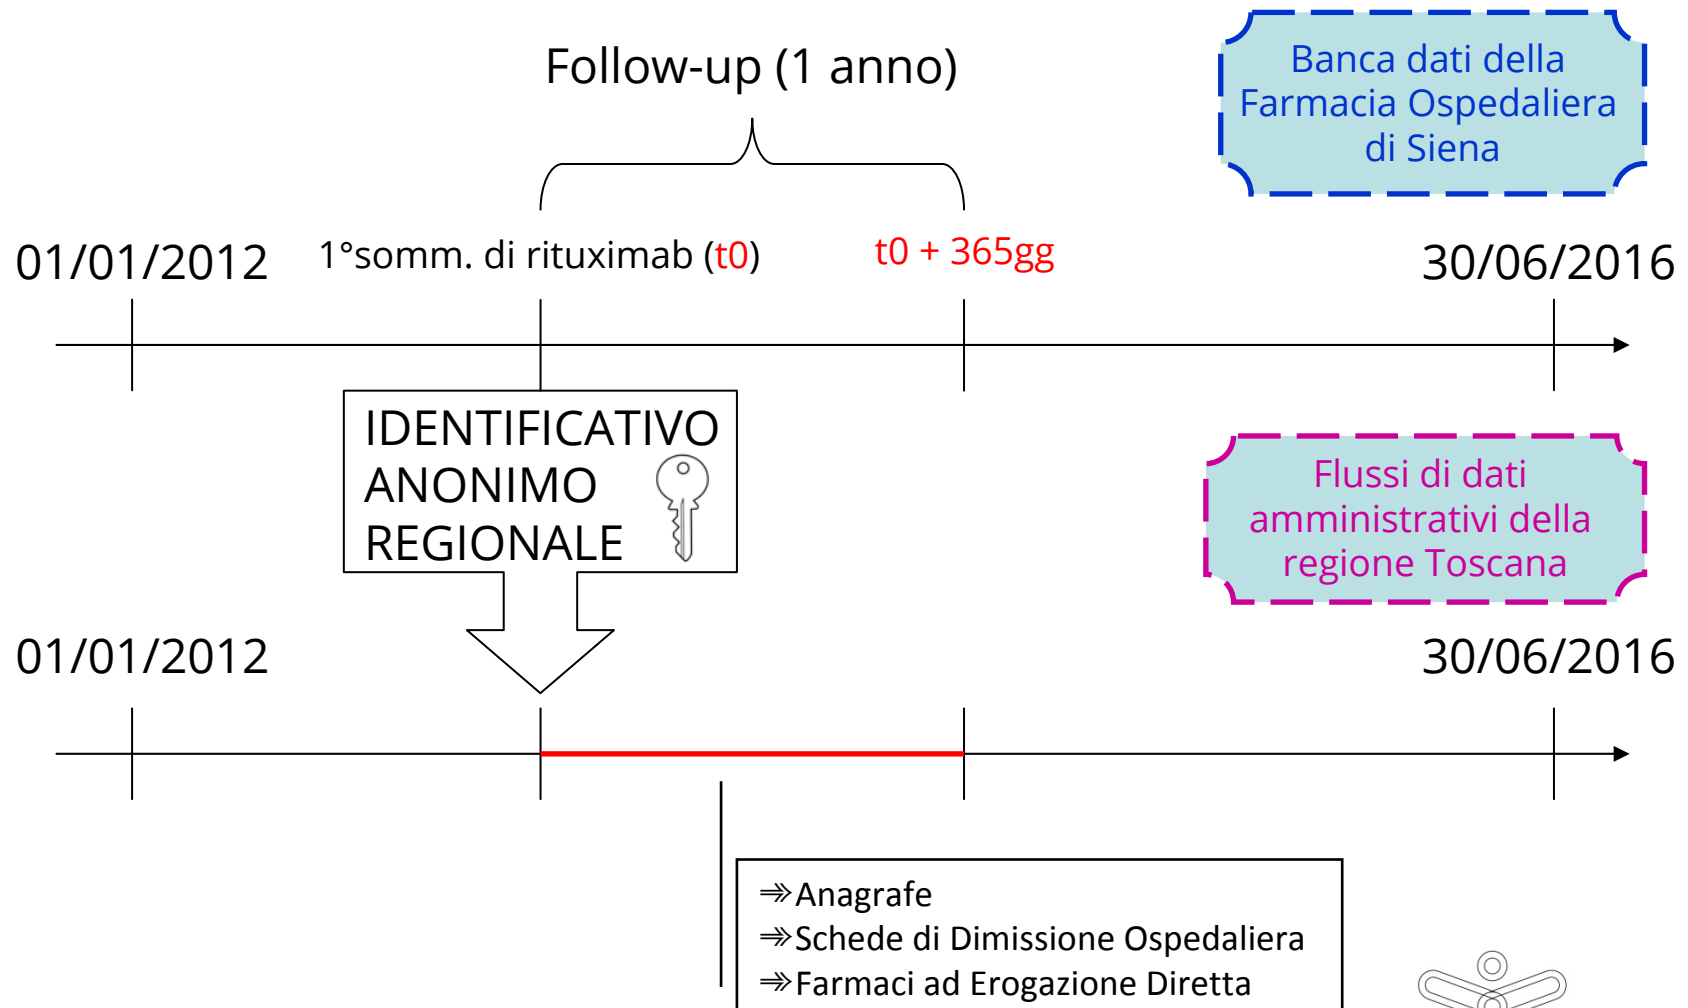 Follow-up (1 anno)
Banca dati della
Farmacia Ospedaliera
di Siena
01/01/2012
1°somm. di rituximab (t0)
t0 + 365gg
30/06/2016
IDENTIFICATIVO
ANONIMO
REGIONALE
Flussi di dati
amministrativi della
regione Toscana
01/01/2012
30/06/2016
⇾Anagrafe
⇾Schede di Dimissione Ospedaliera
⇾Farmaci ad Erogazione Diretta